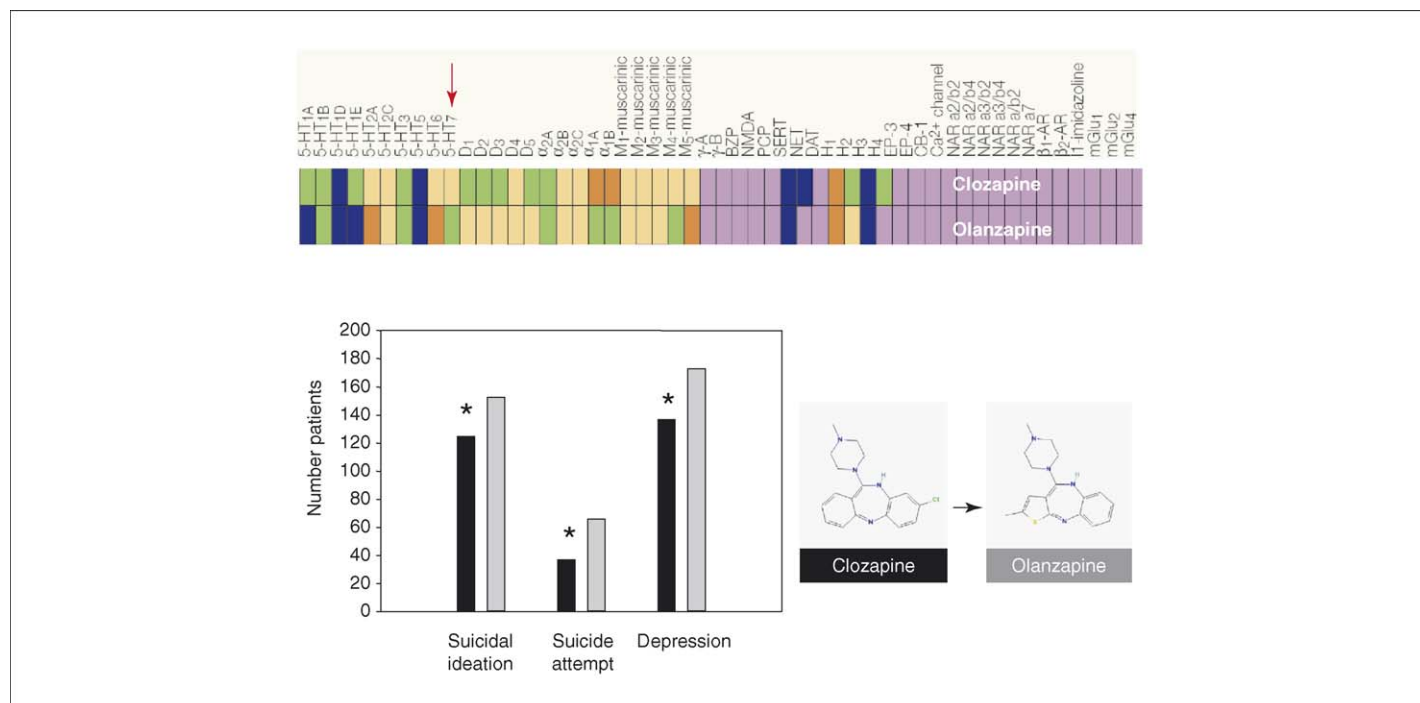 5-HT1A
5-HT1B
5-HT1D
5-HT1E
5-HT2A
5-HT2C
5-HT3
5-HT5
5-HT6
5-HT7
D1
D2
D3
D4
D5
α2A
α2B
α2C
α1A
α1B
M1-muscarinic
M2-muscarinic
M3-muscarinic
M4-muscarinic
M5-muscarinic
γ-A
γ-B
BZP
NMDA
PCP
SERT
NET
DAT
H1
H2
H3
H4
EP-3
EP-4
CB-1
Ca2+ channel
NAR a2/b2
NAR a2/b4
NAR a3/b2
NAR a3/b4
NAR a/b2
NAR a7
β1-AR
β2-AR
I1-imidazoline
mGlu1
mGlu2
mGlu4
Clozapine
Olanzapine
Number patients
200
180
160
140
120
100
80
60
40
20
0
*
*
*
Suicidal
ideation
Suicide
attempt
Depression
N
N
N
H
N
Cl
N
N
N
H
S
N
Clozapine
Olanzapine